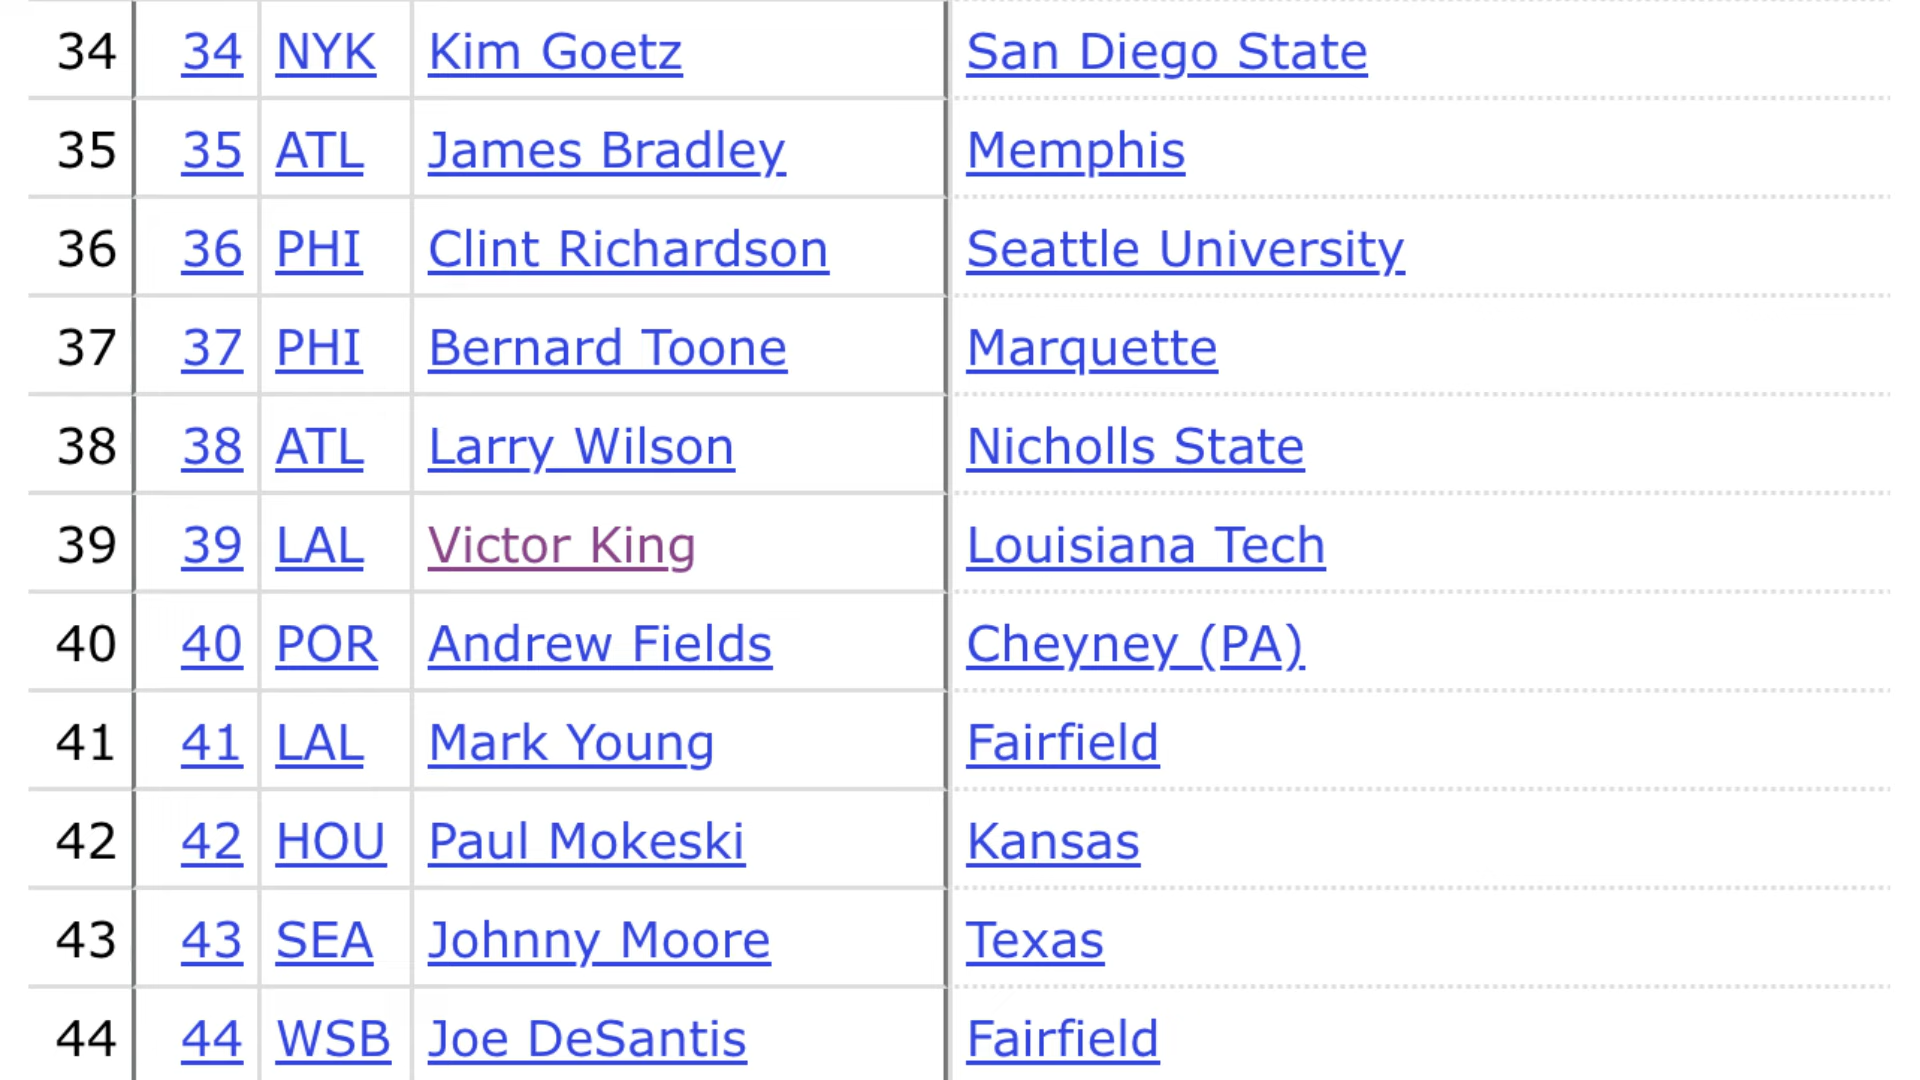 34 34 NYK Kim Goetz San Diego State
35 35 ATL James Bradley Memphis
36 36 PHI Clint Richardson Seattle University
37 37 PHI Bernard Toone Marquette
38 38 ATL Larry Wilson Nicholls State
39 39 LAL Victor King Louisiana Tech
40 40 POR Andrew Fields Cheyney (PA)
41 41 LAL Mark Young Fairfield
42 42 HOU Paul Mokeski Kansas
43 43 SEA Johnny Moore Texas
44 44 WSB Joe DeSantis Fairfield